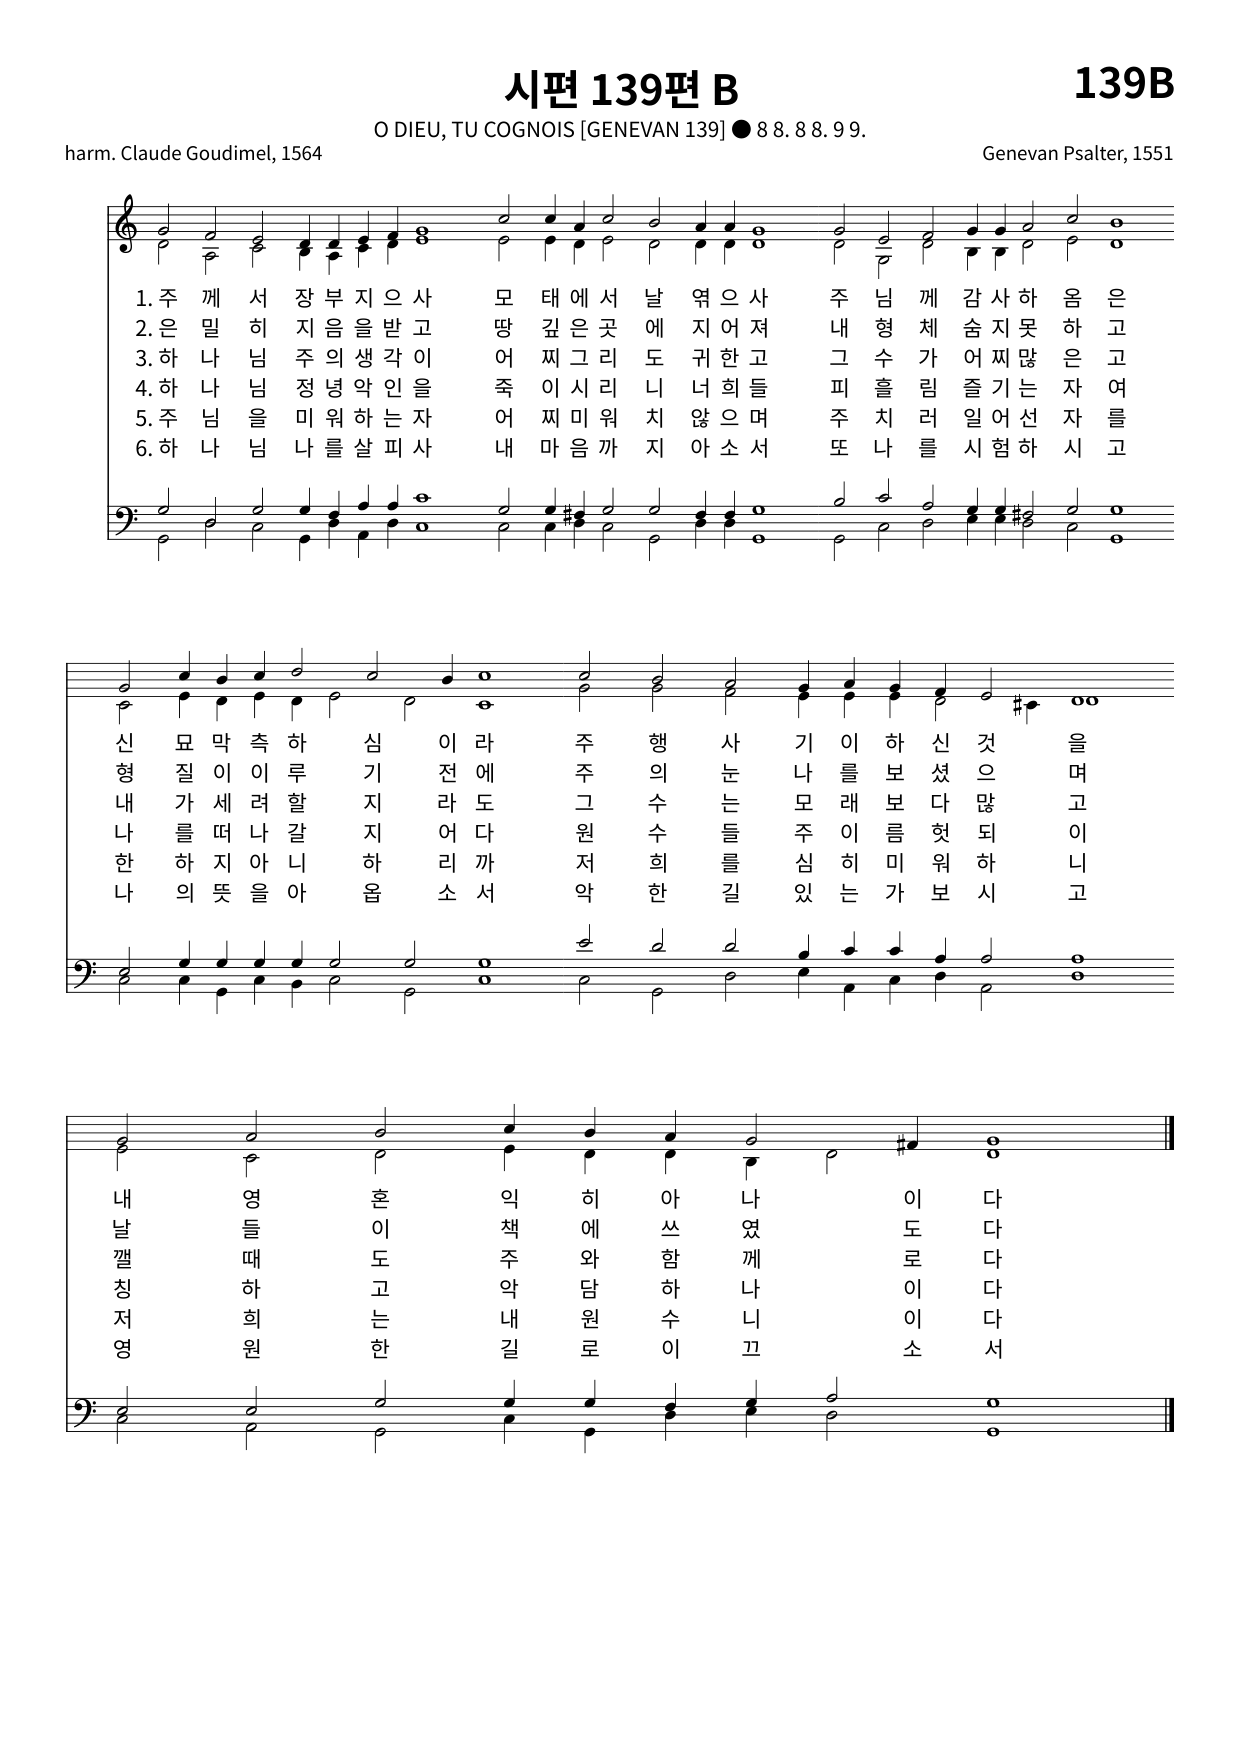 시편 139편 B
139B
O DIEU, TU COGNOIS [GENEVAN 139] ● 8 8. 8 8. 9 9.
harm. Claude Goudimel, 1564
Genevan Psalter, 1551
1. 주 께 서 장 부 지 으 사 모 태 에 서 날 엮 으 사 주 님 께 감 사 하 옴 은
2. 은 밀 히 지 음 을 받 고 땅 깊 은 곳 에 지 어 져 내 형 체 숨 지 못 하 고
3. 하 나 님 주 의 생 각 이 어 찌 그 리 도 귀 한 고 그 수 가 어 찌 많 은 고
4. 하 나 님 정 녕 악 인 을 죽 이 시 리 니 너 희 들 피 흘 림 즐 기 는 자 여
5. 주 님 을 미 워 하 는 자 어 찌 미 워 치 않 으 며 주 치 러 일 어 선 자 를
6. 하 나 님 나 를 살 피 사 내 마 음 까 지 아 소 서 또 나 를 시 험 하 시 고
신 묘 막 측 하 심 이 라 주 행 사 기 이 하 신 것 을
형 질 이 이 루 기 전 에 주 의 눈 나 를 보 셨 으 며
내 가 세 려 할 지 라 도 그 수 는 모 래 보 다 많 고
나 를 떠 나 갈 지 어 다 원 수 들 주 이 름 헛 되 이
한 하 지 아 니 하 리 까 저 희 를 심 히 미 워 하 니
나 의 뜻 을 아 옵 소 서 악 한 길 있 는 가 보 시 고
내 영 혼 익 히 아 나 이 다
날 들 이 책 에 쓰 였 도 다
깰 때 도 주 와 함 께 로 다
칭 하 고 악 담 하 나 이 다
저 희 는 내 원 수 니 이 다
영 원 한 길 로 이 끄 소 서